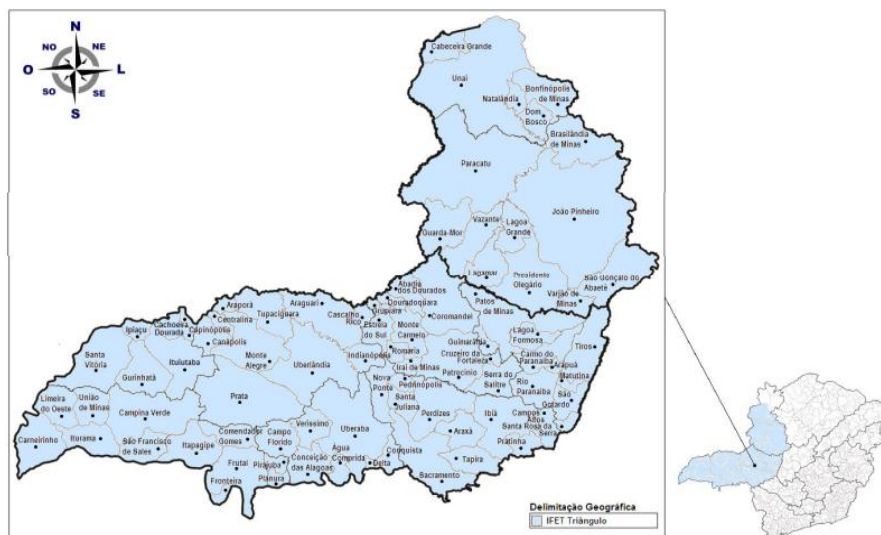 N
NO
NE
O
L
SO
SE
S
Cabeceira Grande
Unaí
Bonfinópolis
de Minas
Natalândia
Dom
Bosco
Brasilândia
de Minas
Paracatu
João Pinheiro
Vazante
Lagoa
Grande
Guarda-Mor
Lagamar
Presidente
Olegário
Varjão de
Minas
São Gonçalo do
Abaeté
Abadia
dos Dourados
Douradoquara
Grupiara
Estrela
do Sul
Cascalho
Rico
Araguari
Araporã
Centralina
Tupaciguara
Cachoeira
Dourada
Capinópolis
Canápolis
Ipiaçu
Ituiutaba
Santa
Vitória
Gurinhatã
Monte
Alegre
Uberlândia
Indianópolis
Monte
Carmelo
Romaria
Iraí de Minas
Coromandel
Patos
de Minas
Guimarânia
Cruzeiro da
Fortaleza
Patrocínio
Serra do
Salitre
Lagoa
Formosa
Carmo do
Paranaíba
Tiros
Arapuá
Matutina
Rio
Paranaíba
São
Gotardo
Campos
Altos
Santa Rosa da
Serra
Pratinha
Ibiá
Nova
Ponte
Pedrinópolis
Santa
Juliana
Perdizes
Araxá
Tapira
Sacramento
Conquista
Delta
Uberaba
Água
Comprida
Veríssimo
Conceição
das Alagoas
Campo
Florido
Pirajuba
Planura
Comendador
Gomes
Frutal
Fronteira
Itapagipe
São Francisco
de Sales
Campina Verde
Prata
Iturama
União
de Minas
Limeira
do Oeste
Carneirinho
Delimitação Geográfica
IFET Triângulo